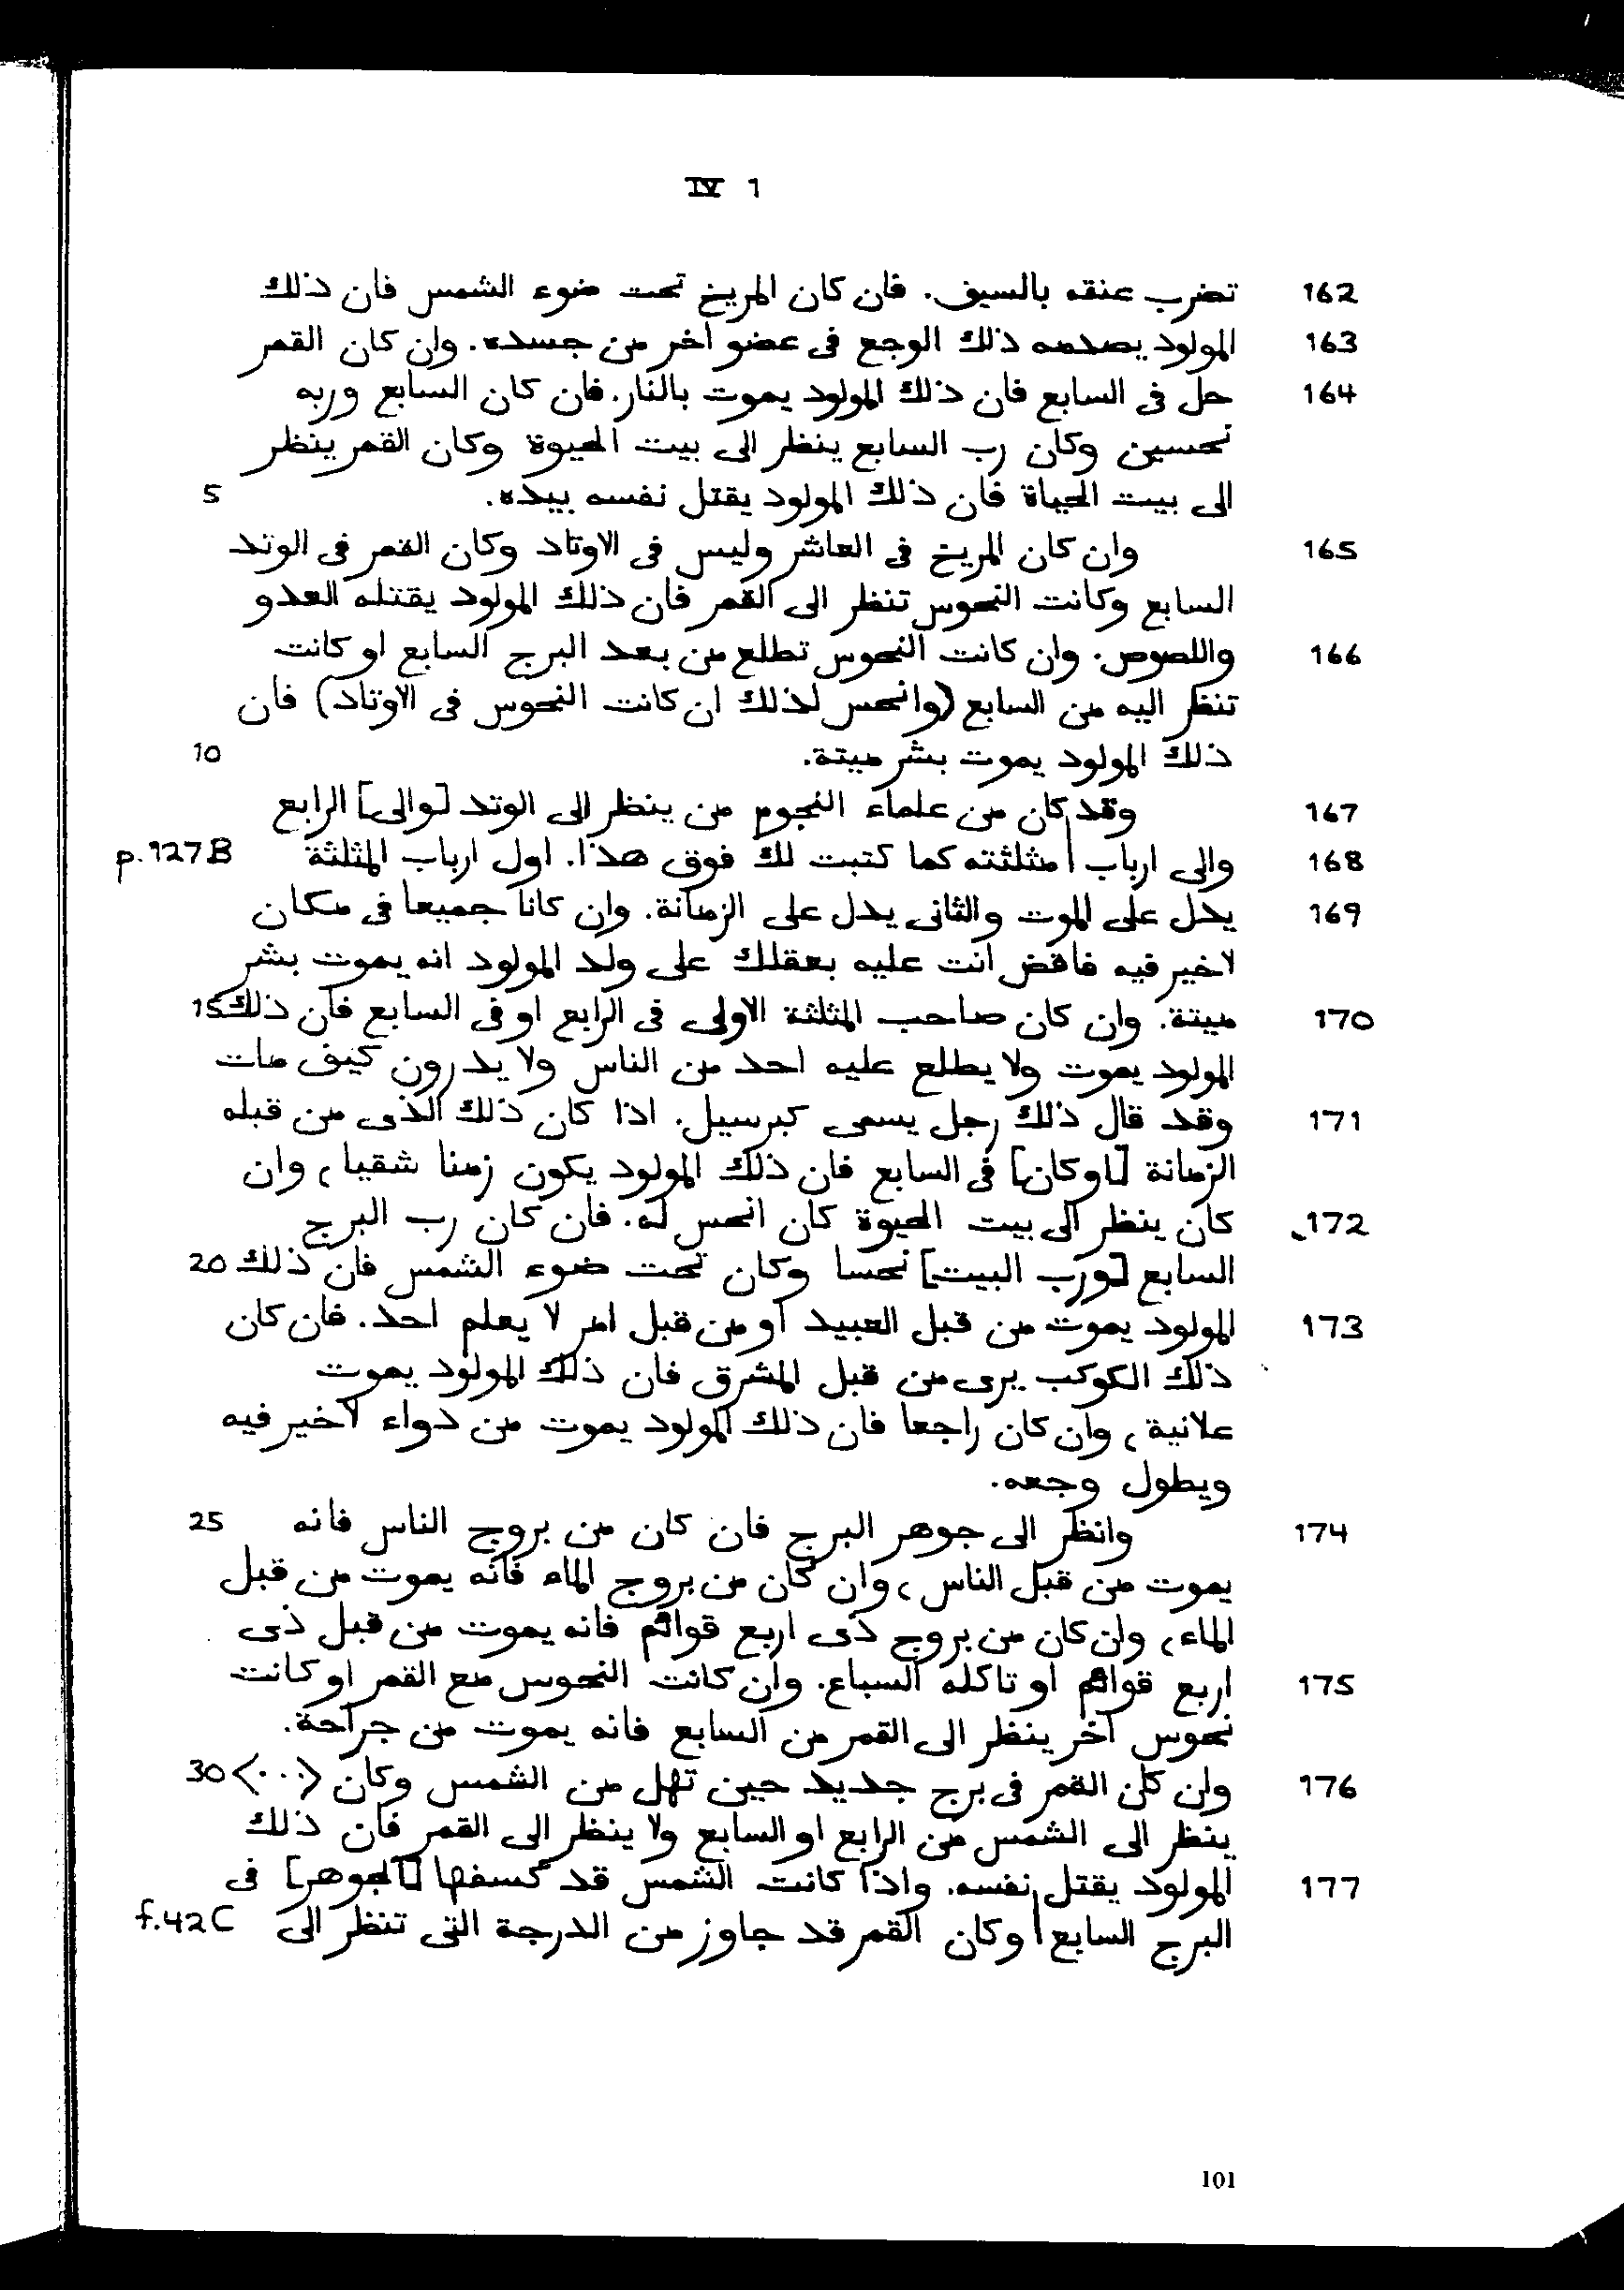 IV 1
162 تضرب عنقه بالسيف. فان كان المريخ تحت ضوء الشمس فان ذلك
163 المولود يصدمه ذلك الوجع فى عضو اخر من جسده. وان كان القمر
164 حل فى السابع فان ذلك المولود يموت بالنار. فان كان السابع وربه
نحسين وكان رب السابع ينظر الى بيت الحيوة وكان القمر ينظر
الى بيت الحياة فان ذلك المولود يقتل نفسه بيده. 5
165 وان كان المريخ فى العاشر وليس فى الاوتاد وكان القمر فى الوتد
السابع وكانت النحوس تنظر الى القمر فان ذلك المولود يقتله العدو
166 واللصوص. وان كانت النحوس تطلع من بعد البرج السابع او كانت
تنظر اليه من السابع (وانحس لذلك ان كانت النحوس فى الاوتاد) فان
ذلك المولود يموت بشر ميتة. 10
167 وقد كان من علماء النجوم من ينظر الى الوتد [والى] الرابع
168 والى ارباب | مثلثته كما كتبت لك فوق هذا. اول ارباب المثلثة p.127B
169 يدل على الموت والثانى يدل على الزمانة. وان كانا جميعا فى مكان
لا خير فيه فاقض انت عليه بعقلك على ولد المولود انه يموت بشر
170 ميتة. وان كان صاحب المثلثة الاولى فى الرابع او فى السابع فان ذلك 15
المولود يموت ولا يطلع عليه احد من الناس ولا يدرون كيف مات
171 وقد قال ذلك رجل يسمى كبرسيل. اذا كان ذلك الذى من قبله
الزمانة [اوكان] فى السابع فان ذلك المولود يكون زمنا شقيا، وان
172 كان ينظر الى بيت الحيوة كان انحس له. فان كان رب البرج
السابع [ورب البيت] نحسا وكان تحت ضوء الشمس فان ذلك 20
173 المولود يموت من قبل العبيد او من قبل امر لا يعلم احد. فان كان
ذلك الكوكب يرى من قبل المشرق فان ذلك المولود يموت
علانية، وان كان راجعا فان ذلك المولود يموت من دواء لا خير فيه
ويطول وجعه.
174 وانظر الى جوهر البرج فان كان من بروج الناس فانه 25
يموت من قبل الناس، وان كان من بروج الماء فانه يموت من قبل
الماء، وان كان من بروج ذى اربع قوائم فانه يموت من قبل ذى
175 اربع قوائم او تاكله السباع. وان كانت النحوس مع القمر او كانت
نحوس اخر ينظر الى القمر من السابع فانه يموت من جراحة.
176 وان كان القمر فى برج جديد حين تهل من الشمس وكان <...> 30
ينظر الى الشمس من الرابع او السابع ولا ينظر الى القمر فان ذلك
177 المولود يقتل نفسه. واذا كانت الشمس قد كسفها [الجوهر] فى
البرج السابع | وكان القمر قد جاوز من الدرجة التى تنظر الى f.42C
101